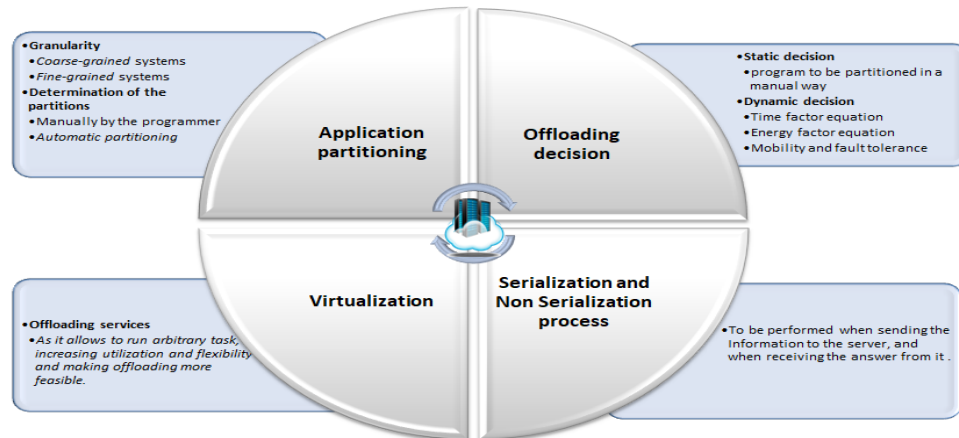 •Granularity
•Coarse-grained systems
•Fine-grained systems
•Determination of the
partitions
•Manually by the programmer
•Automatic partitioning
Application
partitioning
Offloading
decision
•Static decision
•program to be partitioned in a
manual way
•Dynamic decision
•Time factor equation
•Energy factor equation
•Mobility and fault tolerance
•Offloading services
•As it allows to run arbitrary task,
increasing utilization and flexibility
and making offloading more
feasible.
Virtualization
Serialization and
Non Serialization
process
•To be performed when sending the
Information to the server, and
when receiving the answer from it .